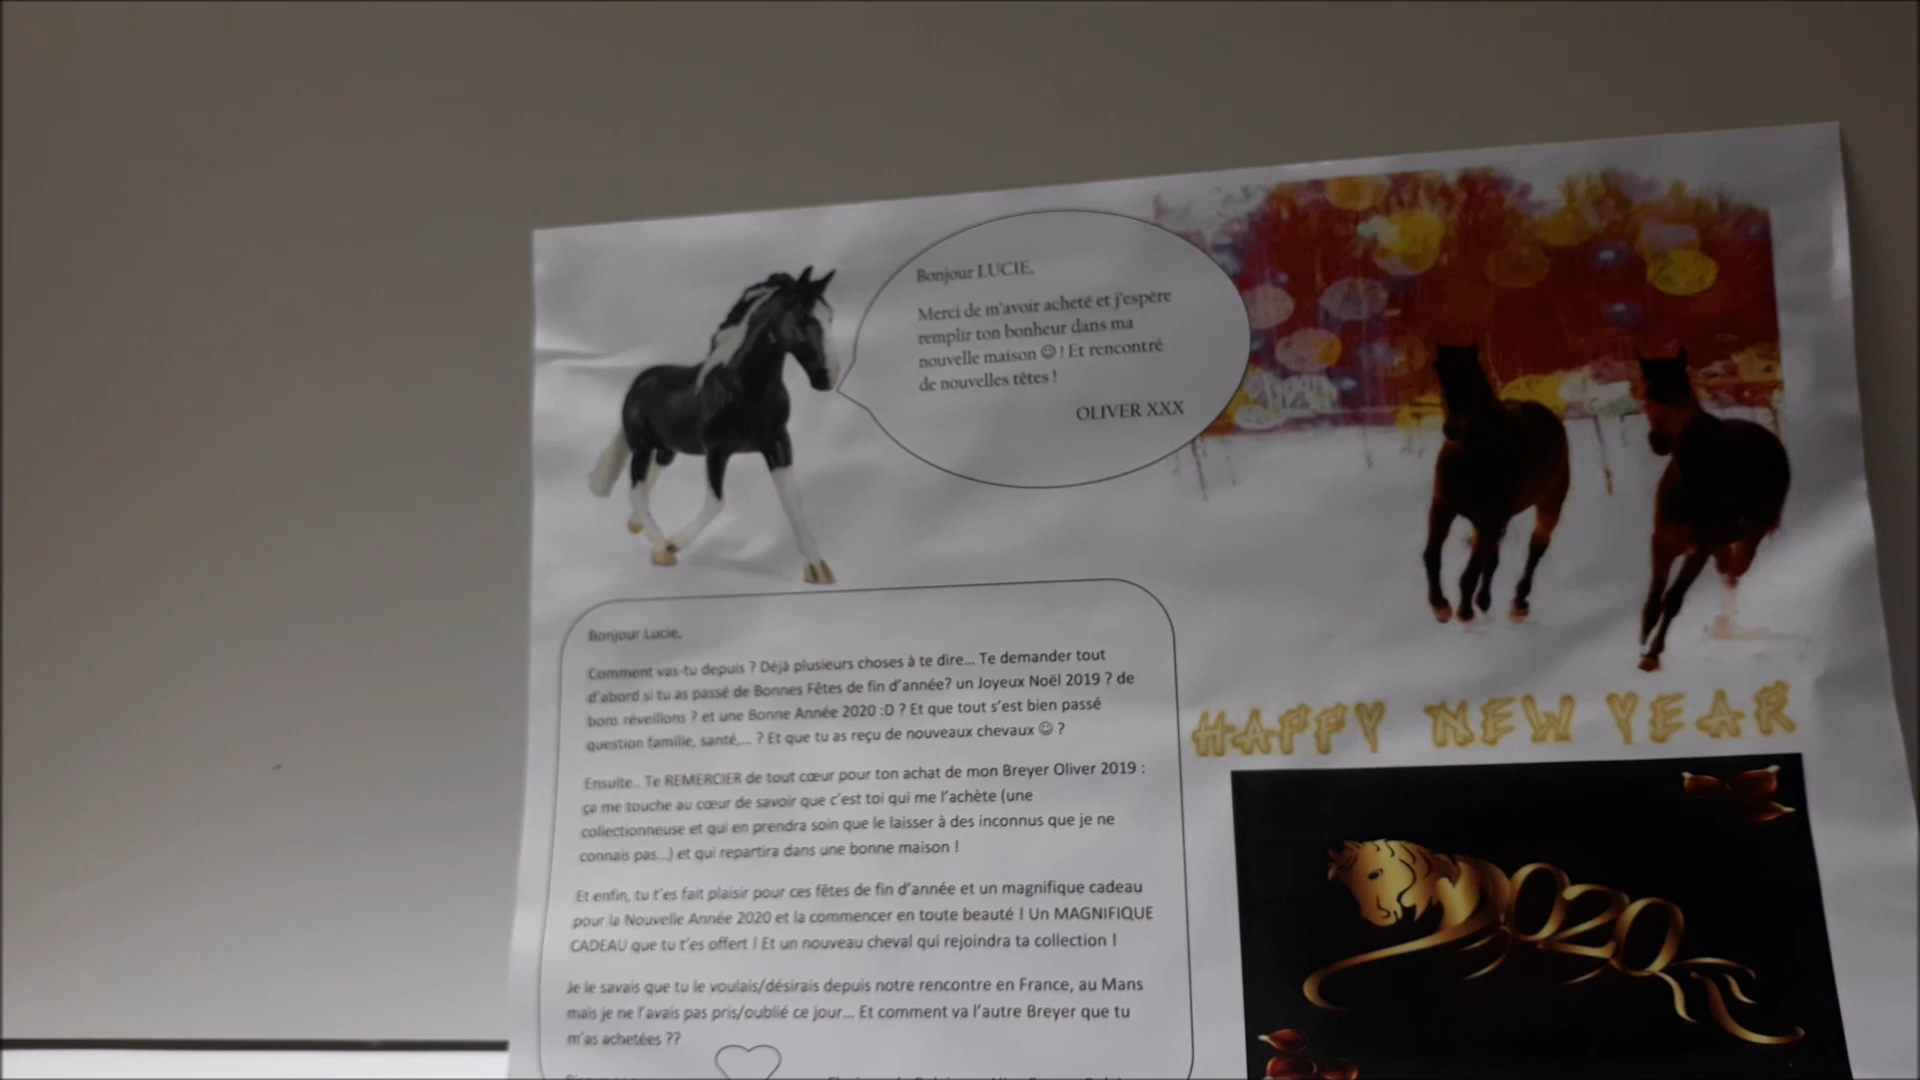 Bonjour LUCIE,
Merci de m'avoir acheté et j'espère
remplir ton bonheur dans ma
nouvelle maison ☺ ! Et rencontré
de nouvelles têtes !
OLIVER XXX
Bonjour Lucie,
Comment vas-tu depuis ? Déjà plusieurs choses à te dire... Te demander tout
d'abord si tu as passé de Bonnes Fêtes de fin d'année? un Joyeux Noël 2019 ? de
bons réveillons ? et une Bonne Année 2020 :D ? Et que tout s'est bien passé
question famille, santé,... ? Et que tu as reçu de nouveaux chevaux ☺ ?
Ensuite.. Te REMERCIER de tout cœur pour ton achat de mon Breyer Oliver 2019 :
ça me touche au cœur de savoir que c'est toi qui me l'achète (une
collectionneuse et qui en prendra soin que le laisser à des inconnus que je ne
connais pas...) et qui repartira dans une bonne maison !
Et enfin, tu t'es fait plaisir pour ces fêtes de fin d'année et un magnifique cadeau
pour la Nouvelle Année 2020 et la commencer en toute beauté ! Un MAGNIFIQUE
CADEAU que tu t'es offert ! Et un nouveau cheval qui rejoindra ta collection !
Je le savais que tu le voulais/désirais depuis notre rencontre en France, au Mans
mais je ne l'avais pas pris/oublié ce jour... Et comment va l'autre Breyer que tu
m'as achetées ??
HAPPY NEW YEAR
2020